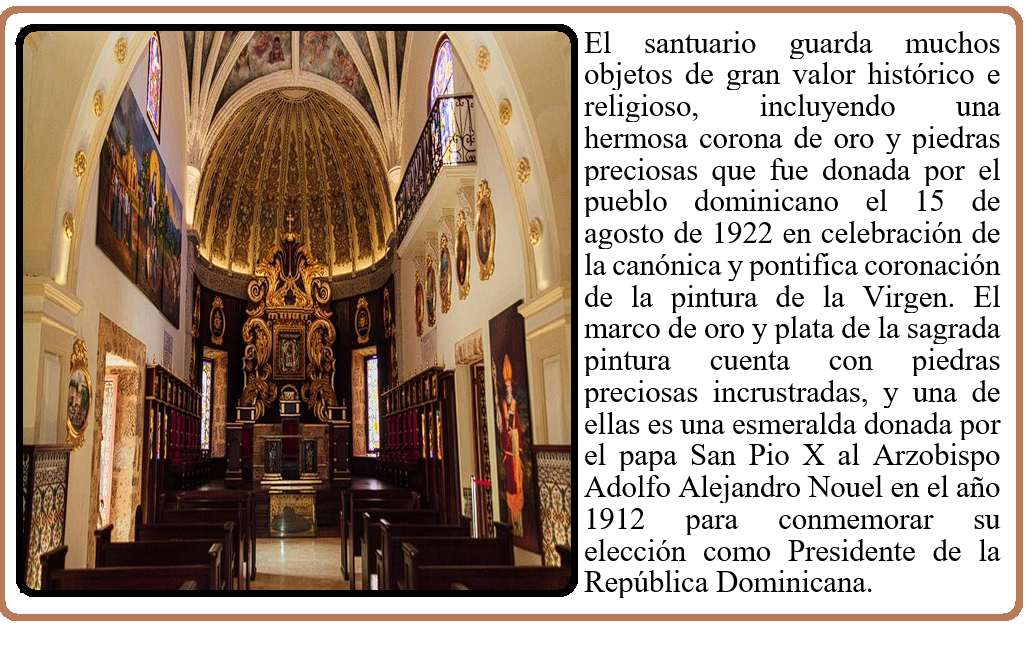 El santuario guarda muchos
objetos de gran valor histórico e
religioso, incluyendo una
hermosa corona de oro y piedras
preciosas que fue donada por el
pueblo dominicano el 15 de
agosto de 1922 en celebración de
la canónica y pontifica coronación
de la pintura de la Virgen. El
marco de oro y plata de la sagrada
pintura cuenta con piedras
preciosas incrustradas, y una de
ellas es una esmeralda donada por
el papa San Pio X al Arzobispo
Adolfo Alejandro Nouel en el año
1912 para conmemorar su
elección como Presidente de la
República Dominicana.